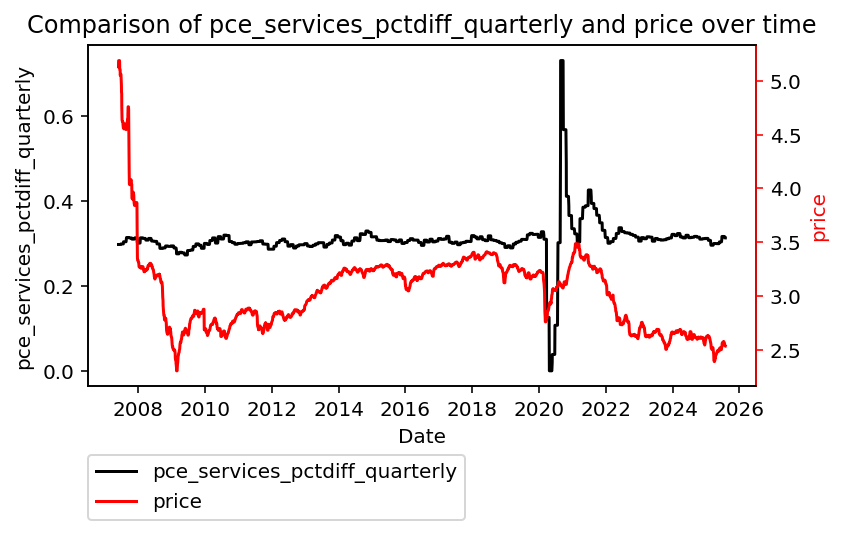 Comparison of pce_services_pctdiff_quarterly and price over time
pce_services_pctdiff_quarterly
0.6
0.4
0.2
0.0
5.0
4.5
4.0
3.5
3.0
2.5
price
2008 2010 2012 2014 2016 2018 2020 2022 2024 2026
Date
pce_services_pctdiff_quarterly
price